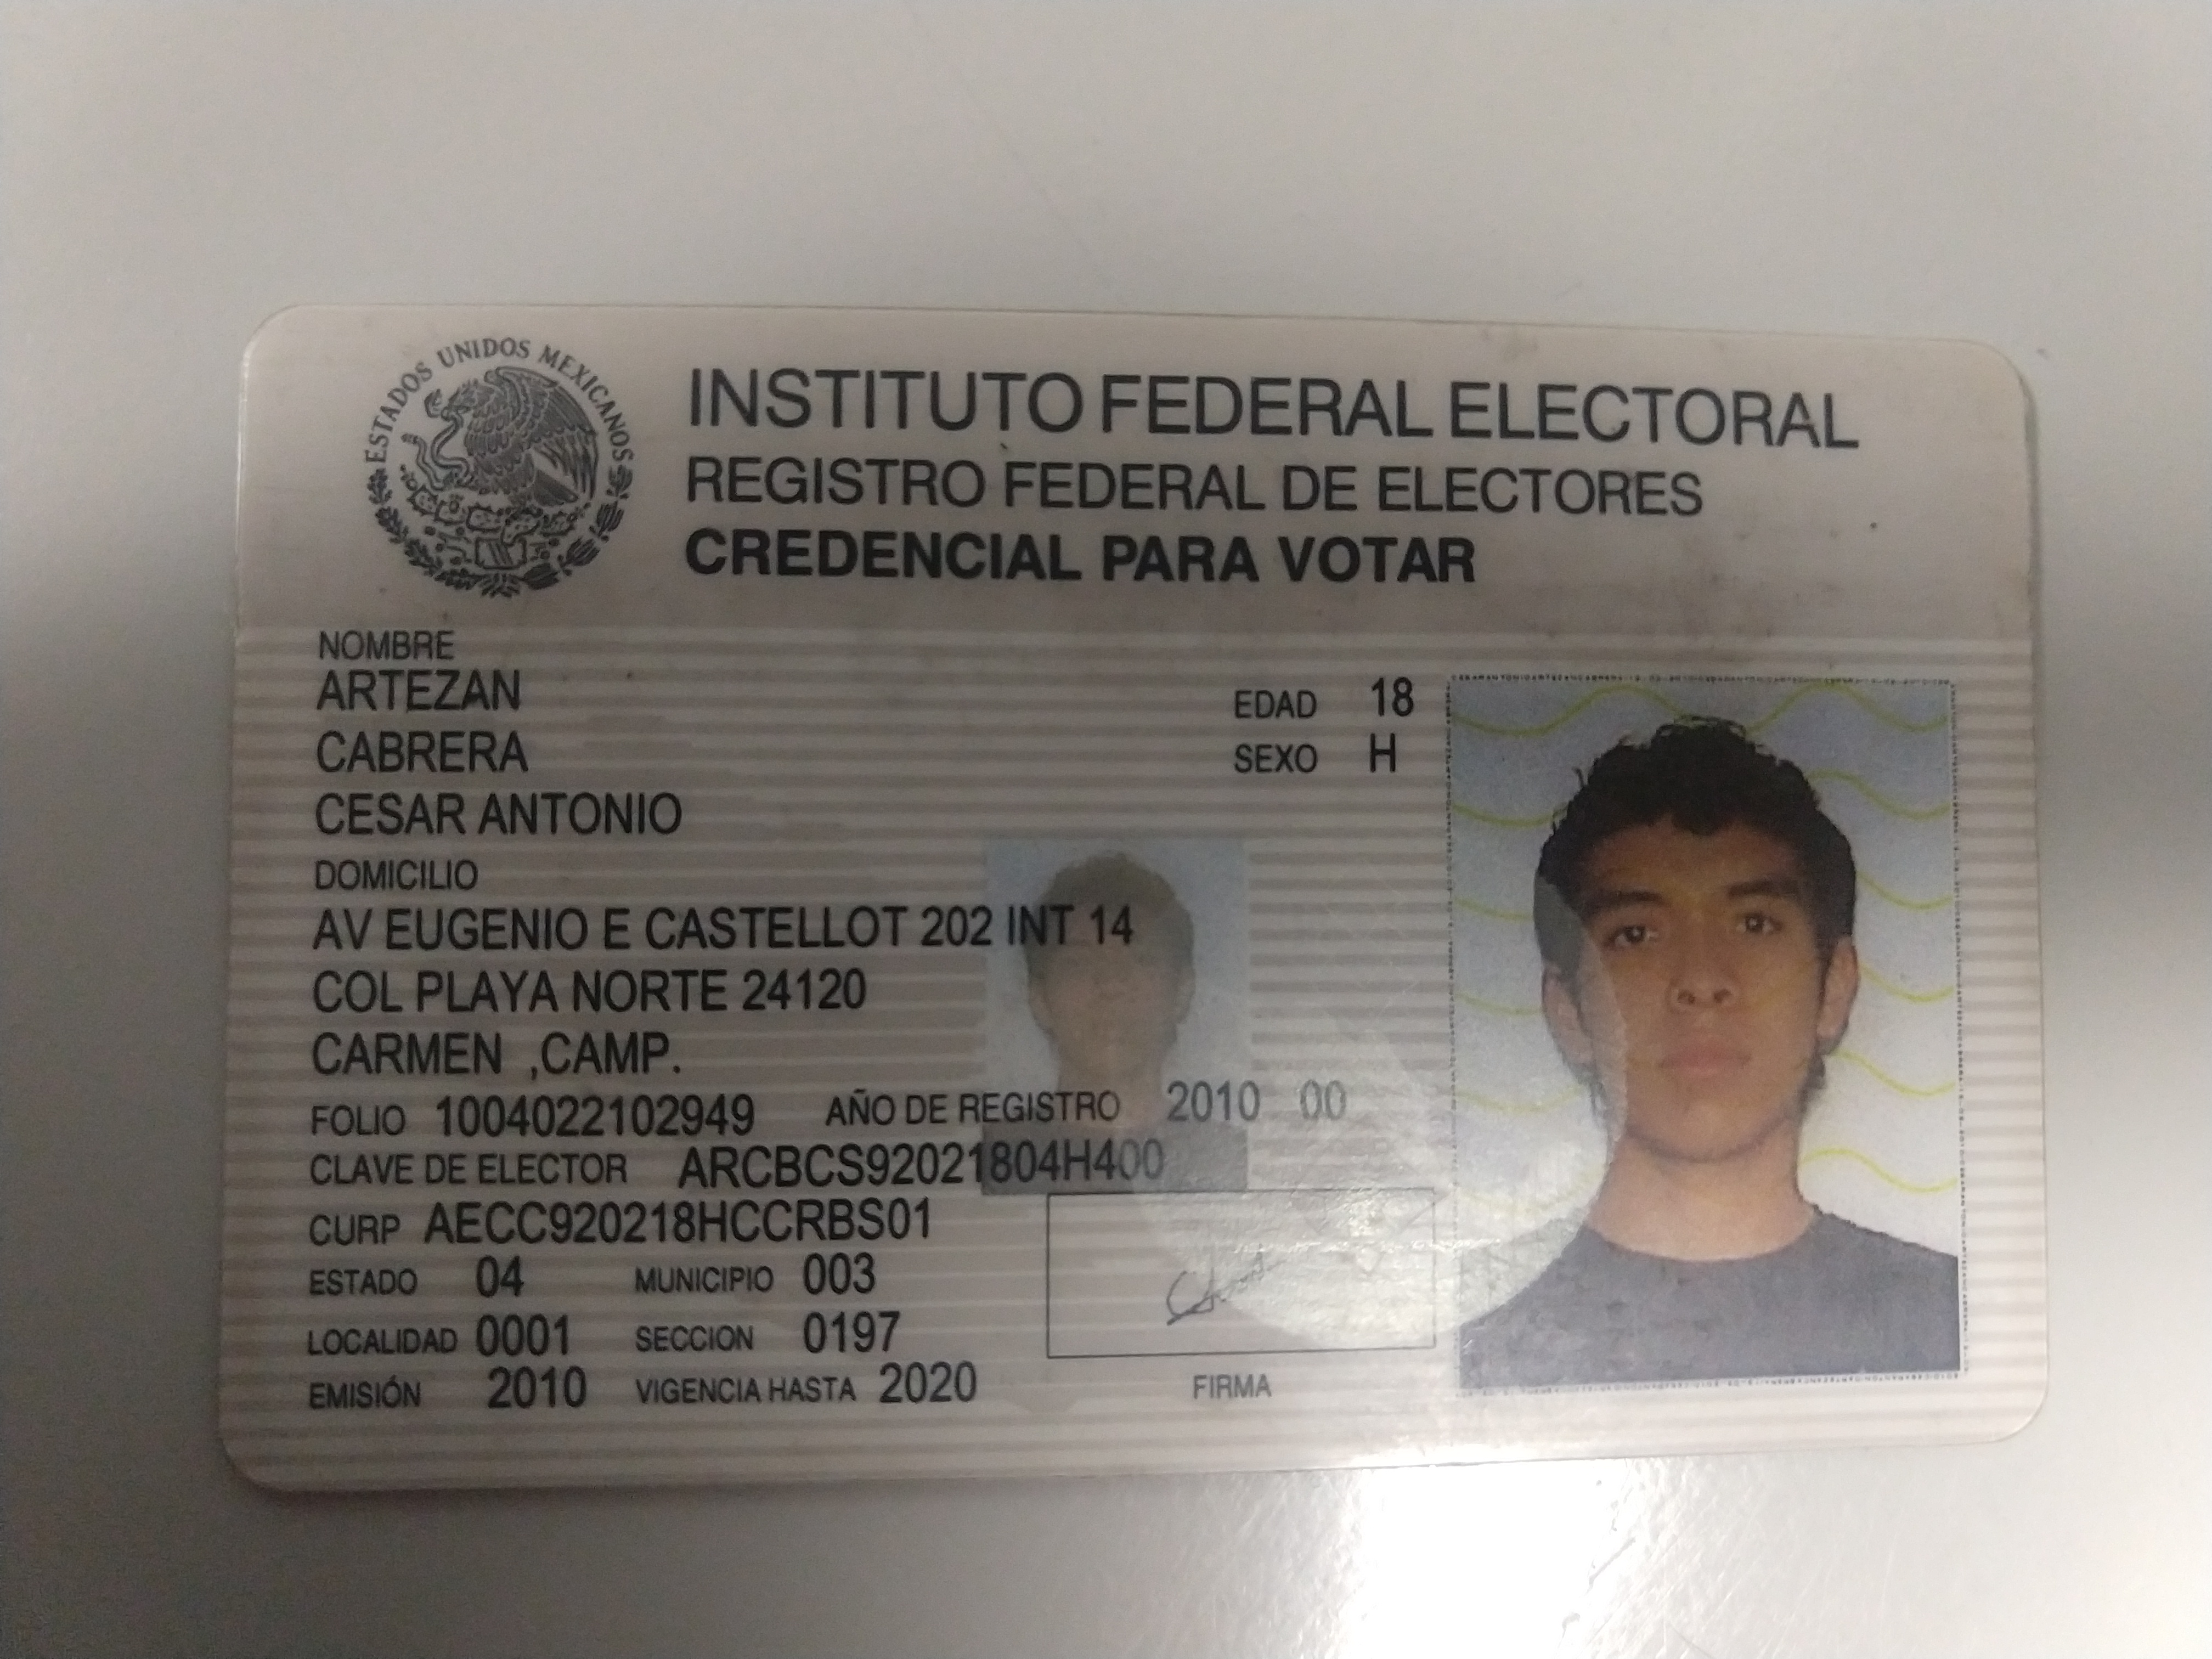 ESTADOS UNIDOS MEXICANOS
INSTITUTO FEDERAL ELECTORAL
REGISTRO FEDERAL DE ELECTORES
CREDENCIAL PARA VOTAR
NOMBRE
ARTEZAN
EDAD 18
CABRERA
SEXO H
CESAR ANTONIO
DOMICILIO
AV EUGENIO E CASTELLOT 202 INT 14
COL PLAYA NORTE 24120
CARMEN ,CAMP.
FOLIO 1004022102949 AÑO DE REGISTRO 2010 00
CLAVE DE ELECTOR ARCBCS92021804H400
CURP AECC920218HCCRBS01
ESTADO 04 MUNICIPIO 003
LOCALIDAD 0001 SECCION 0197
EMISIÓN 2010 VIGENCIA HASTA 2020
FIRMA